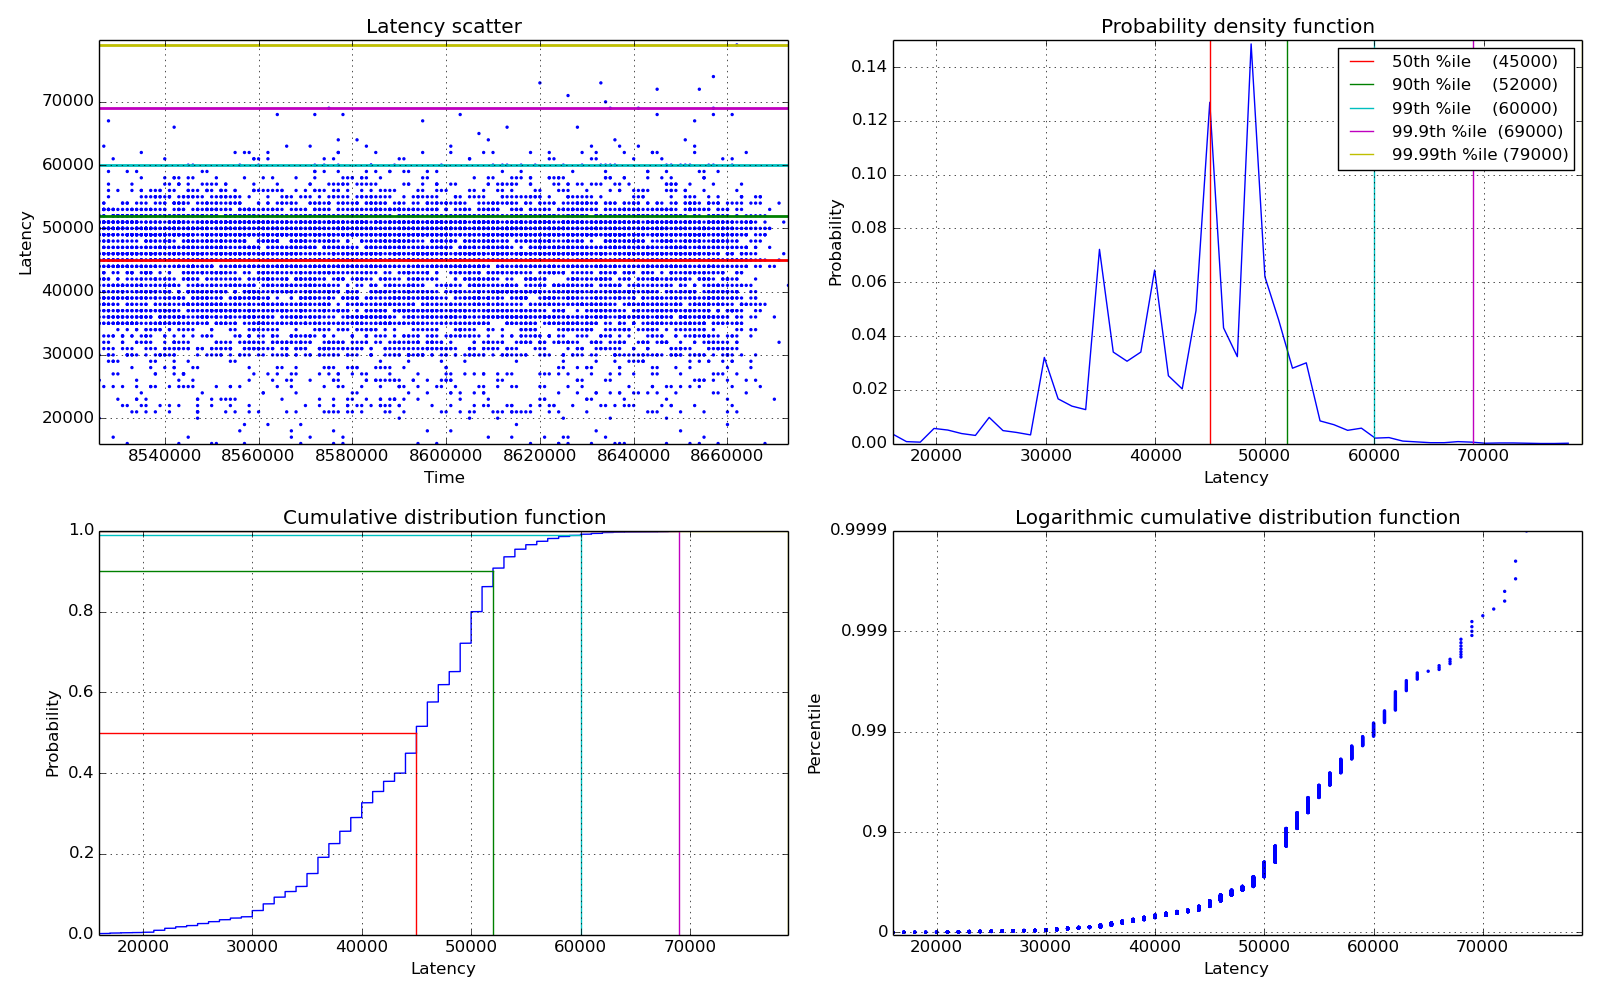 Latency scatter
70000
60000
50000
40000
30000
20000
Latency
8540000 8560000 8580000 8600000 8620000 8640000 8660000
Time
Probability density function
0.14
0.12
0.10
0.08
0.06
0.04
0.02
0.00
Probability
50th %ile (45000)
90th %ile (52000)
99th %ile (60000)
99.9th %ile (69000)
99.99th %ile (79000)
20000 30000 40000 50000 60000 70000
Latency
Cumulative distribution function
1.0
0.8
0.6
0.4
0.2
0.0
Probability
20000 30000 40000 50000 60000 70000
Latency
Logarithmic cumulative distribution function
0.9999
0.999
0.99
0.9
0
Percentile
20000 30000 40000 50000 60000 70000
Latency